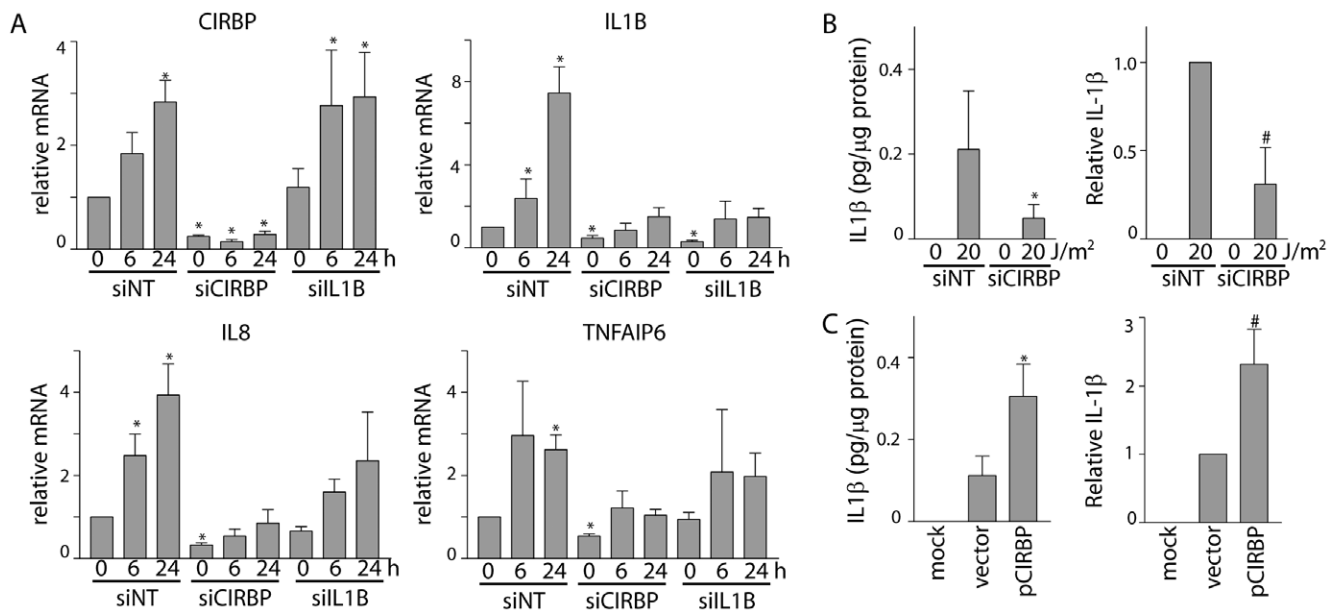 A
CIRBP
relative mRNA
4
2
0
* * * * * *
0 6 24 0 6 24 0 6 24 h
siNT siCIRBP siIL1B
IL1B
relative mRNA
8
4
0
* * * *
0 6 24 0 6 24 0 6 24 h
siNT siCIRBP siIL1B
IL8
relative mRNA
4
2
0
* * *
0 6 24 0 6 24 0 6 24 h
siNT siCIRBP siIL1B
TNFAIP6
relative mRNA
4
2
0
* *
0 6 24 0 6 24 0 6 24 h
siNT siCIRBP siIL1B
B
IL1β (pg/μg protein)
0.4
0.2
0
*
0 20 0 20 J/m²
siNT siCIRBP
Relative IL-1β
1.0
0.5
0
#
0 20 0 20 J/m²
siNT siCIRBP
C
IL1β (pg/μg protein)
0.4
0.2
0
*
mock vector pCIRBP
Relative IL-1β
3
2
1
0
#
mock vector pCIRBP